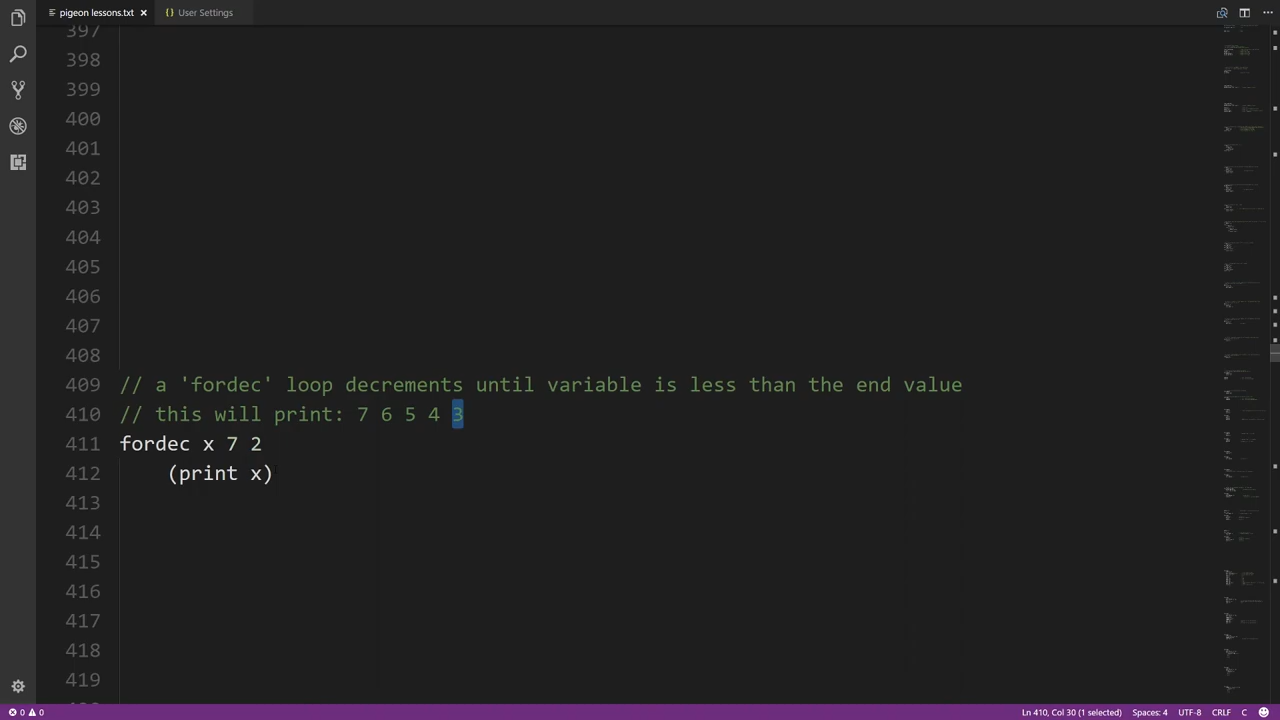 pigeon lessons.txt
{} User Settings
397
398
399
400
401
402
403
404
405
406
407
408
409 // a 'fordec' loop decrements until variable is less than the end value
410 // this will print: 7 6 5 4 3
411 fordec x 7 2
412 (print x)
413
414
415
416
417
418
419
0 0 Ln 410, Col 30 (1 selected) Spaces: 4 UTF-8 CRLF C